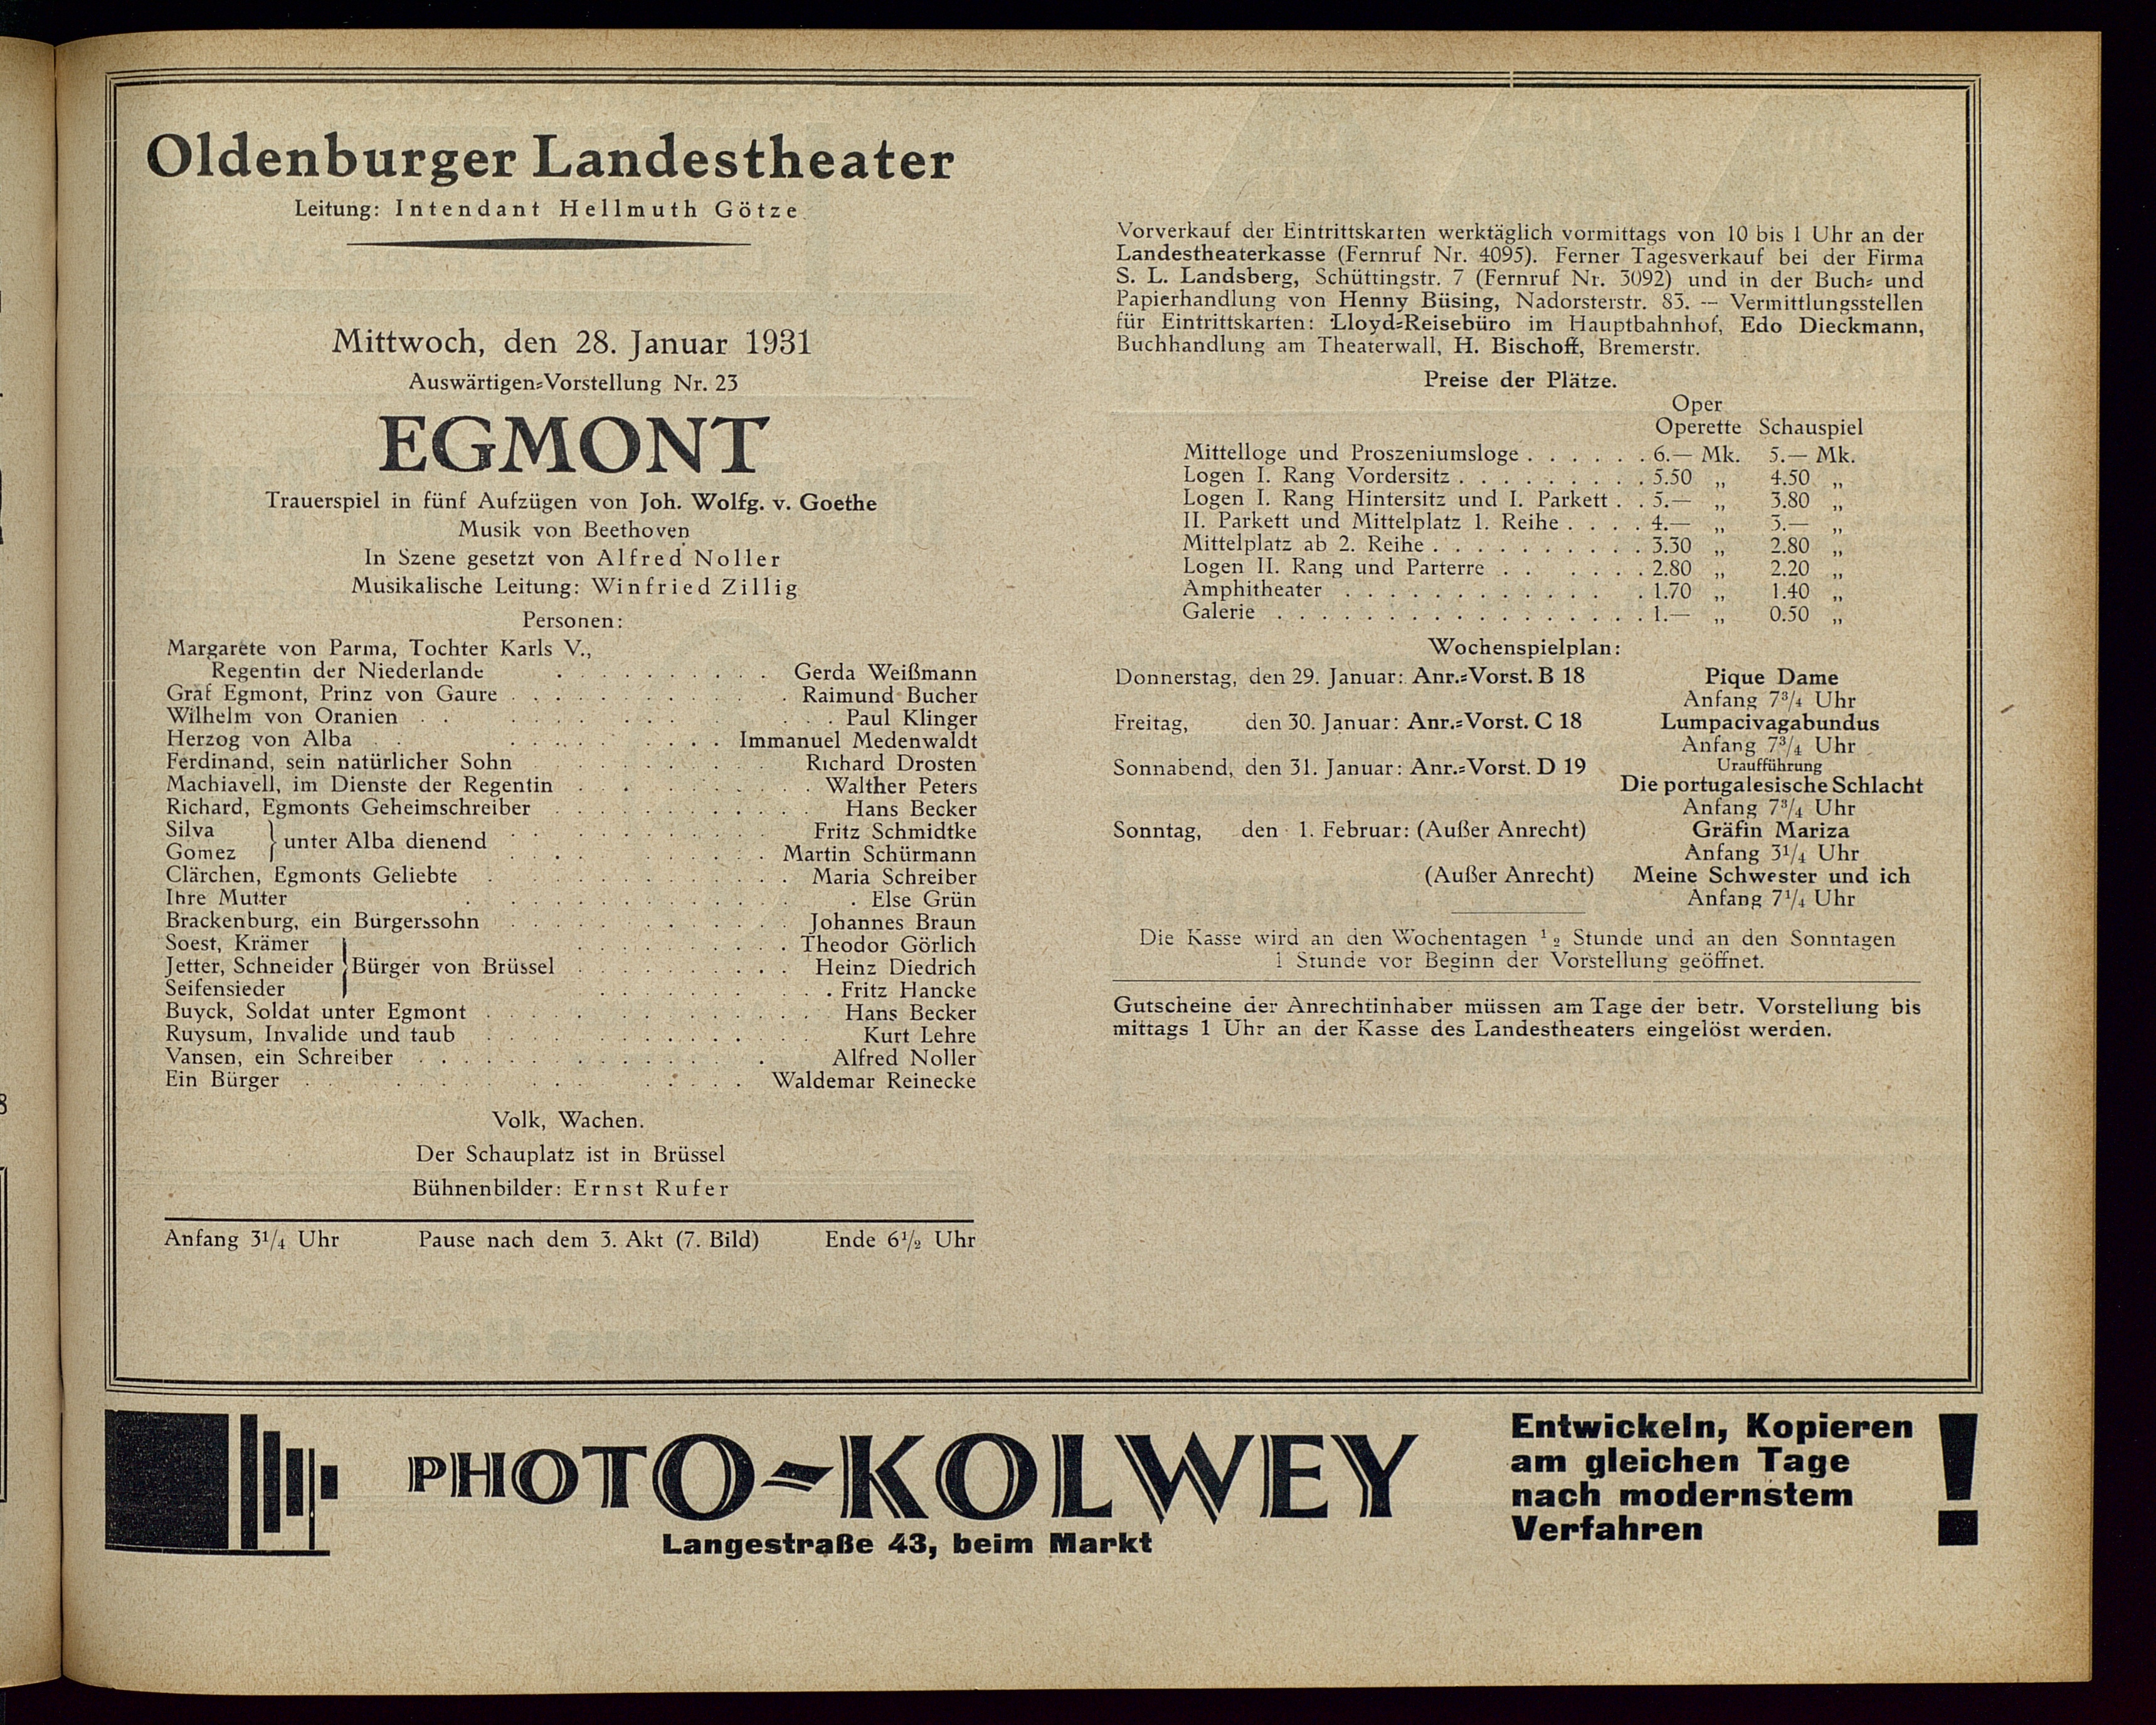 Oldenburger Landestheater
Leitung: Intendant Hellmuth Götze
Mittwoch, den 28. Januar 1931
Auswärtigen=Vorstellung Nr. 23
EGMONT
Trauerspiel in fünf Aufzügen von Joh. Wolfg. v. Goethe
Musik von Beethoven
In Szene gesetzt von Alfred Noller
Musikalische Leitung: Winfried Zillig
Personen:
Margarete von Parma, Tochter Karls V.,
Regentin der Niederlande . . . . . . . . . Gerda Weißmann
Graf Egmont, Prinz von Gaure . . . . . . . . . Raimund Bucher
Wilhelm von Oranien . . . . . . . . . Paul Klinger
Herzog von Alba . . . . . . . . . Immanuel Medenwaldt
Ferdinand, sein natürlicher Sohn . . . . . . . . . Richard Drosten
Machiavell, im Dienste der Regentin . . . . . . . . . Walther Peters
Richard, Egmonts Geheimschreiber . . . . . . . . . Hans Becker
Silva } unter Alba dienend . . . . . . . . . Fritz Schmidtke
Gomez . . . . . . . . . Martin Schürmann
Clärchen, Egmonts Geliebte . . . . . . . . . Maria Schreiber
Ihre Mutter . . . . . . . . . Else Grün
Brackenburg, ein Bürgerssohn . . . . . . . . . Johannes Braun
Soest, Krämer . . . . . . . . . Theodor Görlich
Jetter, Schneider } Bürger von Brüssel . . . . . . . . . Heinz Diedrich
Seifensieder . . . . . . . . . Fritz Hancke
Buyck, Soldat unter Egmont . . . . . . . . . Hans Becker
Ruysum, Invalide und taub . . . . . . . . . Kurt Lehre
Vansen, ein Schreiber . . . . . . . . . Alfred Noller
Ein Bürger . . . . . . . . . Waldemar Reinecke
Volk, Wachen.
Der Schauplatz ist in Brüssel
Bühnenbilder: Ernst Rufer
Anfang 3¹/₄ Uhr Pause nach dem 3. Akt (7. Bild) Ende 6¹/₂ Uhr
Vorverkauf der Eintrittskarten werktäglich vormittags von 10 bis 1 Uhr an der
Landestheaterkasse (Fernruf Nr. 4095). Ferner Tagesverkauf bei der Firma
S. L. Landsberg, Schüttingstr. 7 (Fernruf Nr. 3092) und in der Buch= und
Papierhandlung von Henny Büsing, Nadorsterstr. 83. — Vermittlungsstellen
für Eintrittskarten: Lloyd=Reisebüro im Hauptbahnhof, Edo Dieckmann,
Buchhandlung am Theaterwall, H. Bischoff, Bremerstr.
Preise der Plätze.
Oper
Operette Schauspiel
Mittelloge und Proszeniumsloge . . . . . . 6.— Mk. 5.— Mk.
Logen I. Rang Vordersitz . . . . . . . . . 5.50 „ 4.50 „
Logen I. Rang Hintersitz und I. Parkett . . 5.— „ 3.80 „
II. Parkett und Mittelplatz 1. Reihe . . . . 4.— „ 3.— „
Mittelplatz ab 2. Reihe . . . . . . . . . . 3.30 „ 2.80 „
Logen II. Rang und Parterre . . . . . . 2.80 „ 2.20 „
Amphitheater . . . . . . . . . . . 1.70 „ 1.40 „
Galerie . . . . . . . . . . . . . . . 1.— „ 0.50 „
Wochenspielplan:
Donnerstag, den 29. Januar: Anr.=Vorst. B 18 Pique Dame
Anfang 7³/₄ Uhr
Freitag, den 30. Januar: Anr.=Vorst. C 18 Lumpacivagabundus
Anfang 7³/₄ Uhr
Uraufführung
Sonnabend, den 31. Januar: Anr.=Vorst. D 19
Die portugalesische Schlacht
Anfang 7³/₄ Uhr
Sonntag, den 1. Februar: (Außer Anrecht) Gräfin Mariza
Anfang 3¹/₄ Uhr
(Außer Anrecht) Meine Schwester und ich
Anfang 7¹/₄ Uhr
Die Kasse wird an den Wochentagen ¹/₂ Stunde und an den Sonntagen
1 Stunde vor Beginn der Vorstellung geöffnet.
Gutscheine der Anrechtinhaber müssen am Tage der betr. Vorstellung bis
mittags 1 Uhr an der Kasse des Landestheaters eingelöst werden.
PHOTO-KOLWEY
Langestraße 43, beim Markt
Entwickeln, Kopieren
am gleichen Tage
nach modernstem
Verfahren
!
8